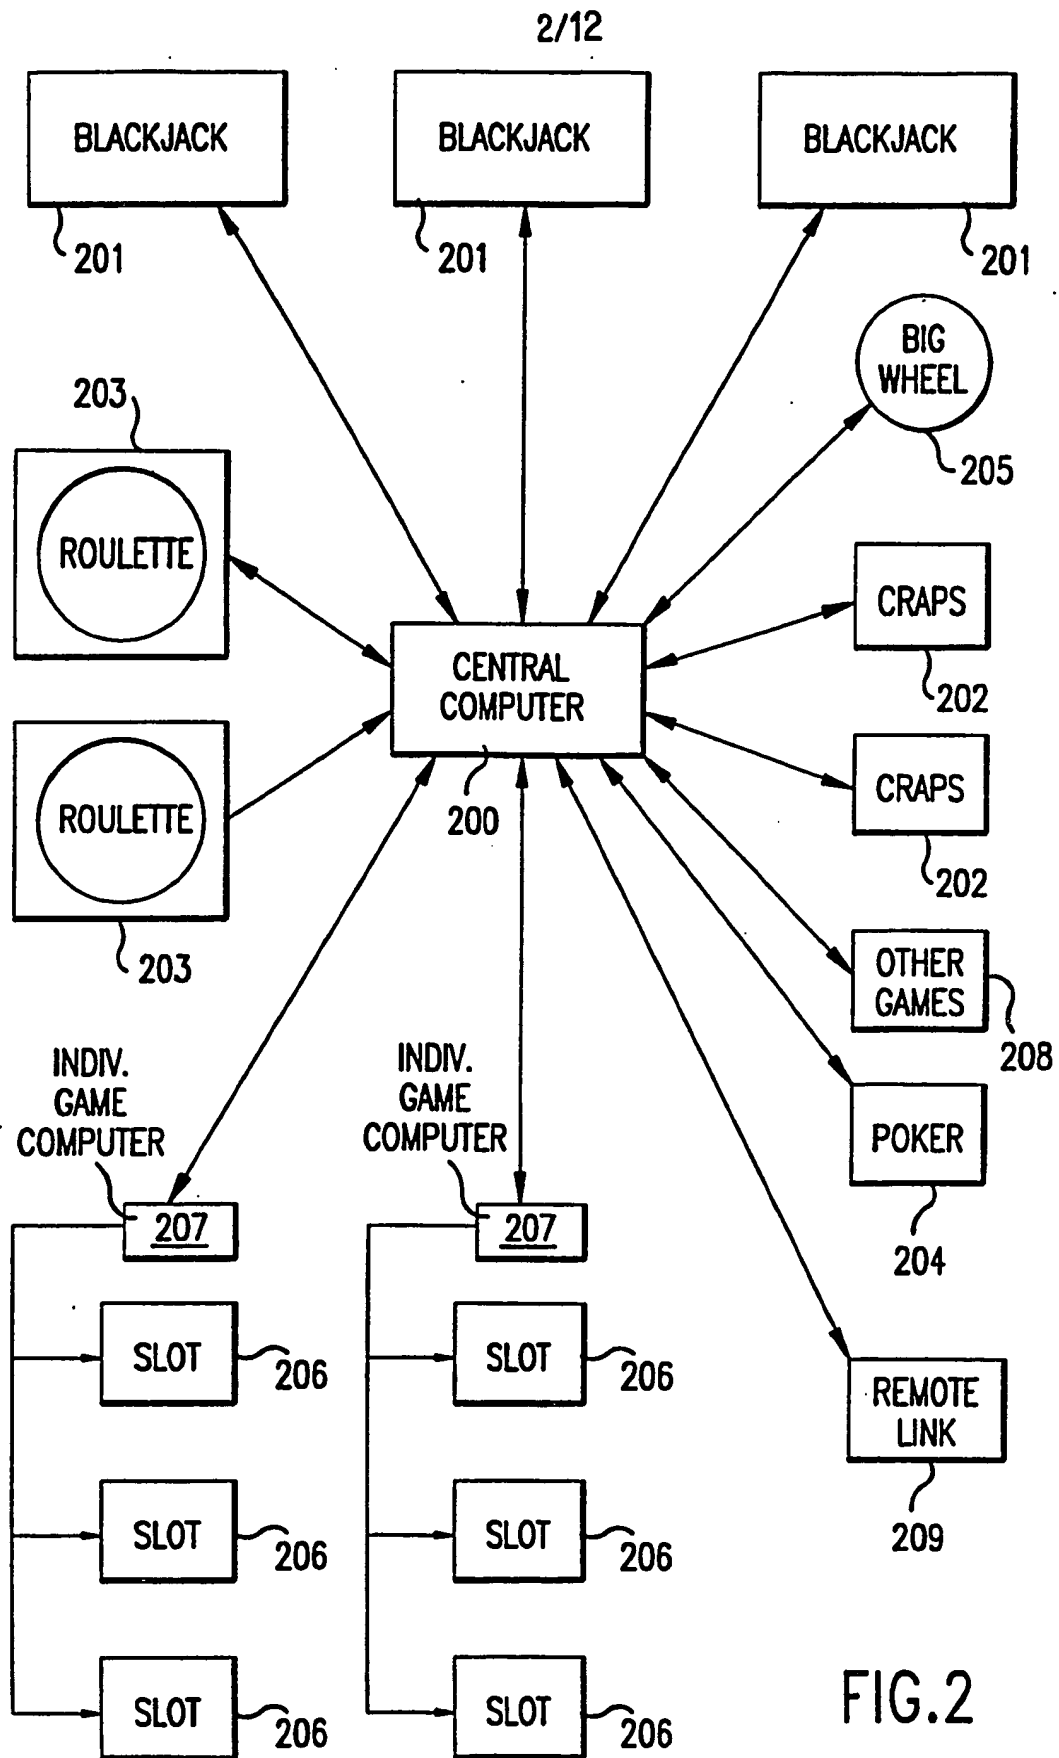 2/12
BLACKJACK
BLACKJACK
BLACKJACK
201
201
201
BIG
WHEEL
205
203
ROULETTE
CRAPS
202
CENTRAL
COMPUTER
200
ROULETTE
203
CRAPS
202
OTHER
GAMES
208
INDIV.
GAME
COMPUTER
207
INDIV.
GAME
COMPUTER
207
POKER
204
SLOT
206
SLOT
206
REMOTE
LINK
209
SLOT
206
SLOT
206
SLOT
206
SLOT
206
FIG.2